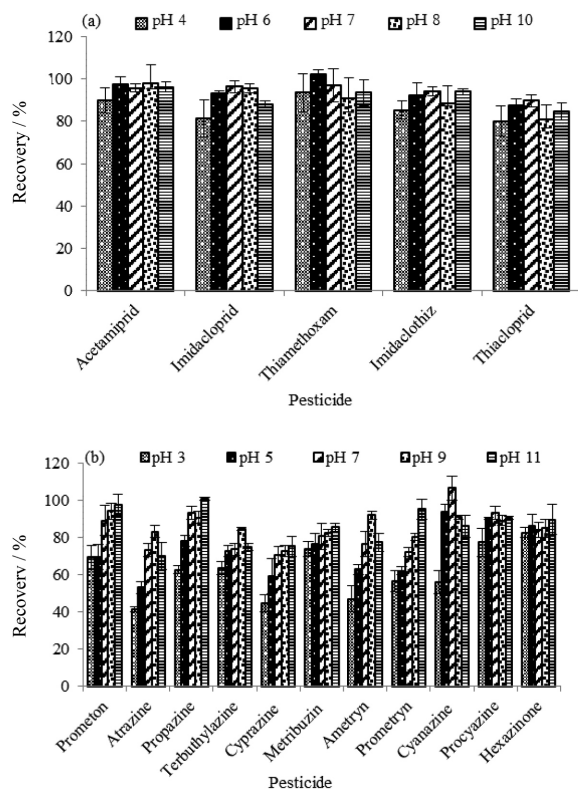 (a) pH 4 pH 6 pH 7 pH 8 pH 10
120
100
80
60
40
20
0
Recovery / %
Acetamiprid
Imidacloprid
Thiamethoxam
Imidaclothiz
Thiacloprid
Pesticide
(b) pH 3 pH 5 pH 7 pH 9 pH 11
120
100
80
60
40
20
0
Recovery / %
Prometon
Atrazine
Propazine
Terbuthylazine
Cyprazine
Metribuzin
Ametryn
Prometryn
Cyanazine
Procyazine
Hexazinone
Pesticide